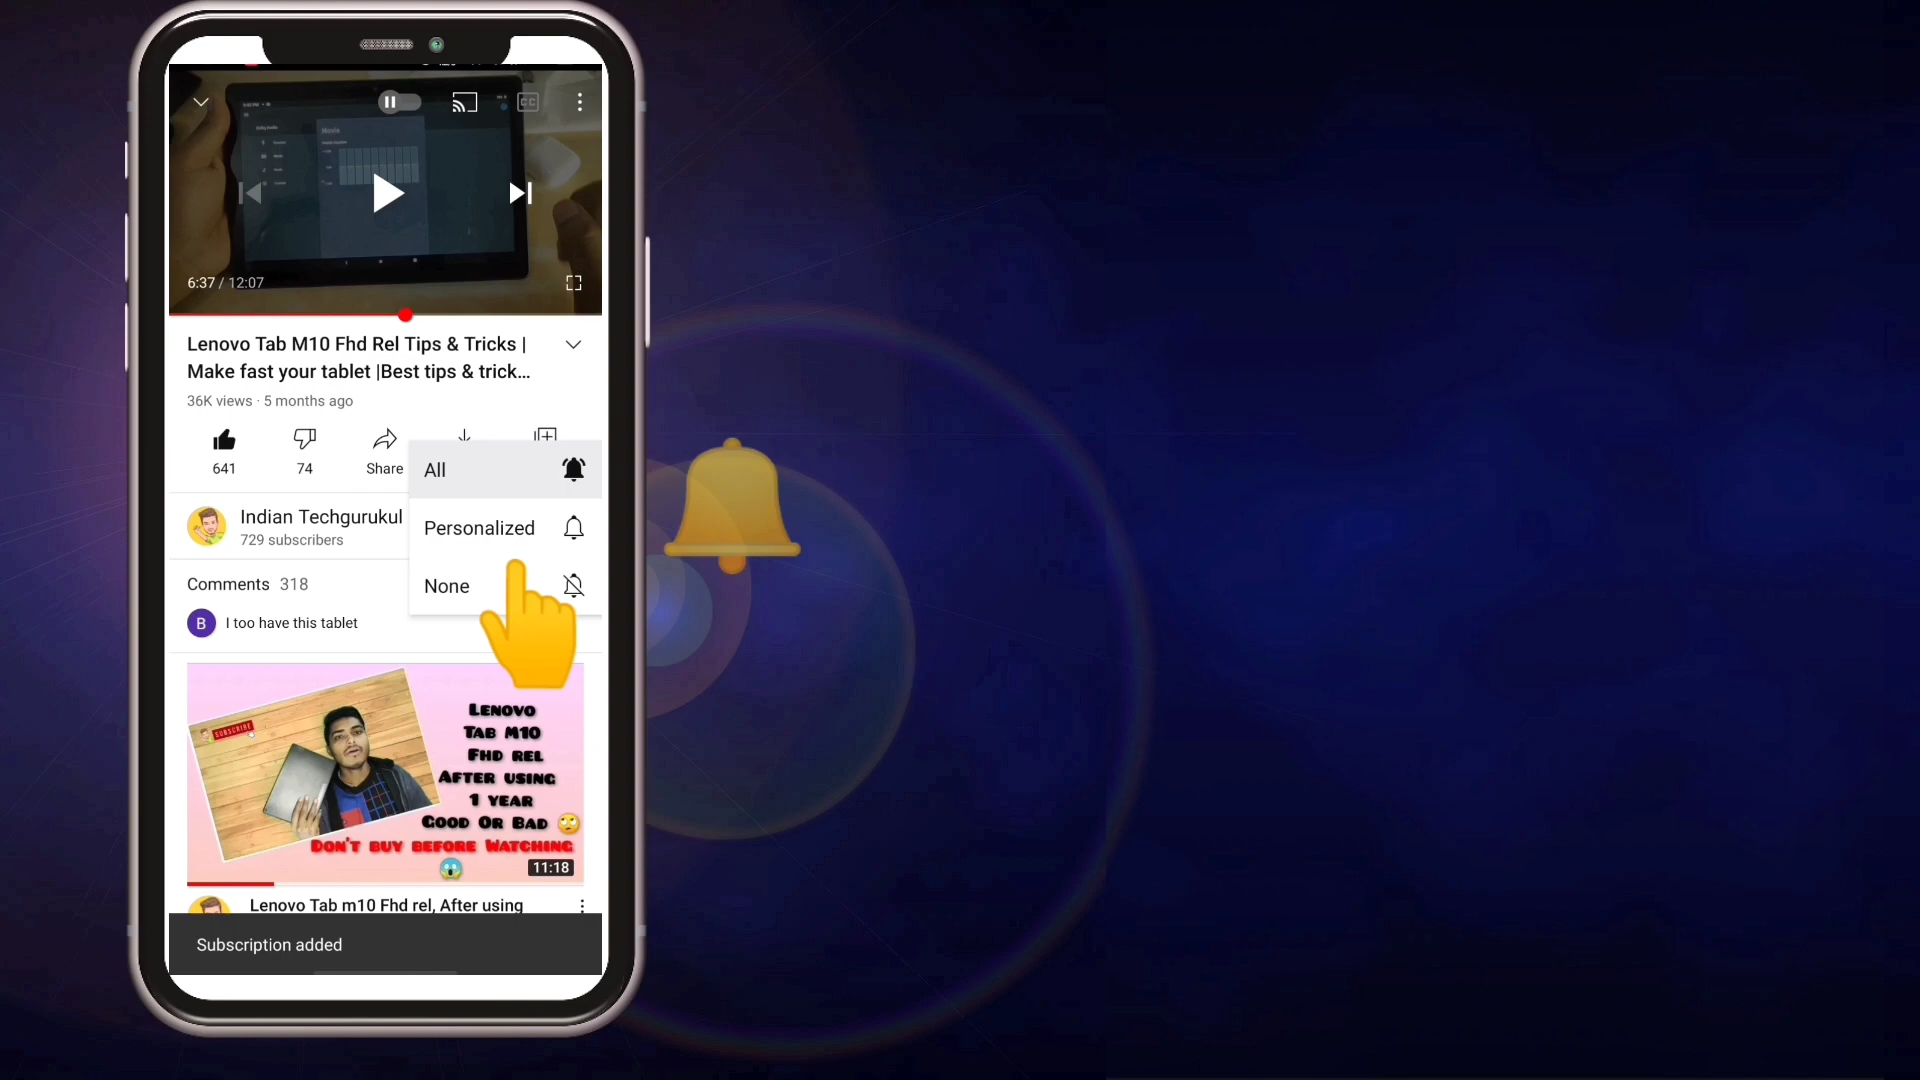 CC
6:37 / 12:07
Lenovo Tab M10 Fhd Rel Tips & Tricks |
Make fast your tablet |Best tips & trick...
36K views · 5 months ago
641
74
Share
All
Personalized
None
Indian Techgurukul
729 subscribers
Comments 318
B
I too have this tablet
SUBSCRIBE
Lenovo
Tab M10
Fhd rel
After using
1 year
Good Or Bad 🙄
Don't buy before Watching
😱
11:18
Lenovo Tab m10 Fhd rel, After using
Subscription added